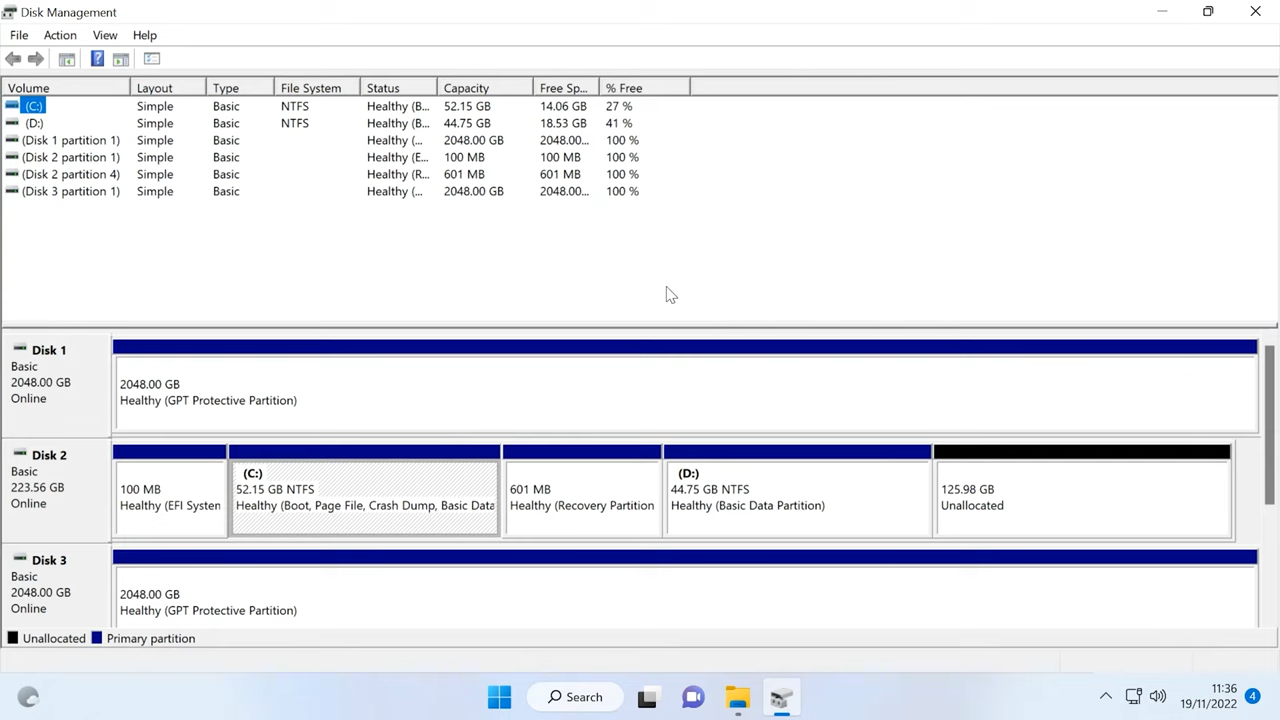 Disk Management
File Action View Help
Volume Layout Type File System Status Capacity Free Sp... % Free
(C:) Simple Basic NTFS Healthy (B... 52.15 GB 14.06 GB 27 %
(D:) Simple Basic NTFS Healthy (B... 44.75 GB 18.53 GB 41 %
(Disk 1 partition 1) Simple Basic Healthy (... 2048.00 GB 2048.00... 100 %
(Disk 2 partition 1) Simple Basic Healthy (E... 100 MB 100 MB 100 %
(Disk 2 partition 4) Simple Basic Healthy (R... 601 MB 601 MB 100 %
(Disk 3 partition 1) Simple Basic Healthy (... 2048.00 GB 2048.00... 100 %
Disk 1
Basic
2048.00 GB
Online
2048.00 GB
Healthy (GPT Protective Partition)
Disk 2
Basic
223.56 GB
Online
100 MB
Healthy (EFI System
(C:)
52.15 GB NTFS
Healthy (Boot, Page File, Crash Dump, Basic Data
601 MB
Healthy (Recovery Partition
(D:)
44.75 GB NTFS
Healthy (Basic Data Partition)
125.98 GB
Unallocated
Disk 3
Basic
2048.00 GB
Online
2048.00 GB
Healthy (GPT Protective Partition)
Unallocated Primary partition
Search
11:36
19/11/2022
4